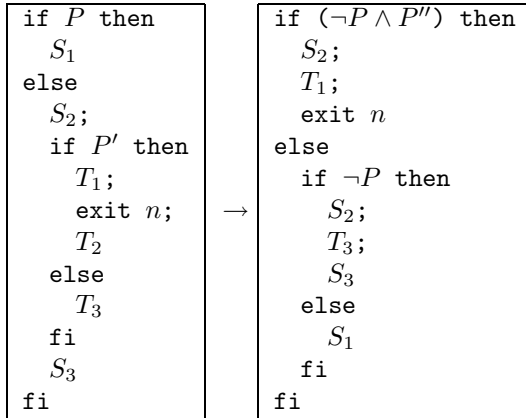 if P then
S₁
else
S₂;
if P′ then
T₁;
exit n;
T₂
else
T₃
fi
S₃
fi
→
if (¬P ∧ P″) then
S₂;
T₁;
exit n
else
if ¬P then
S₂;
T₃;
S₃
else
S₁
fi
fi